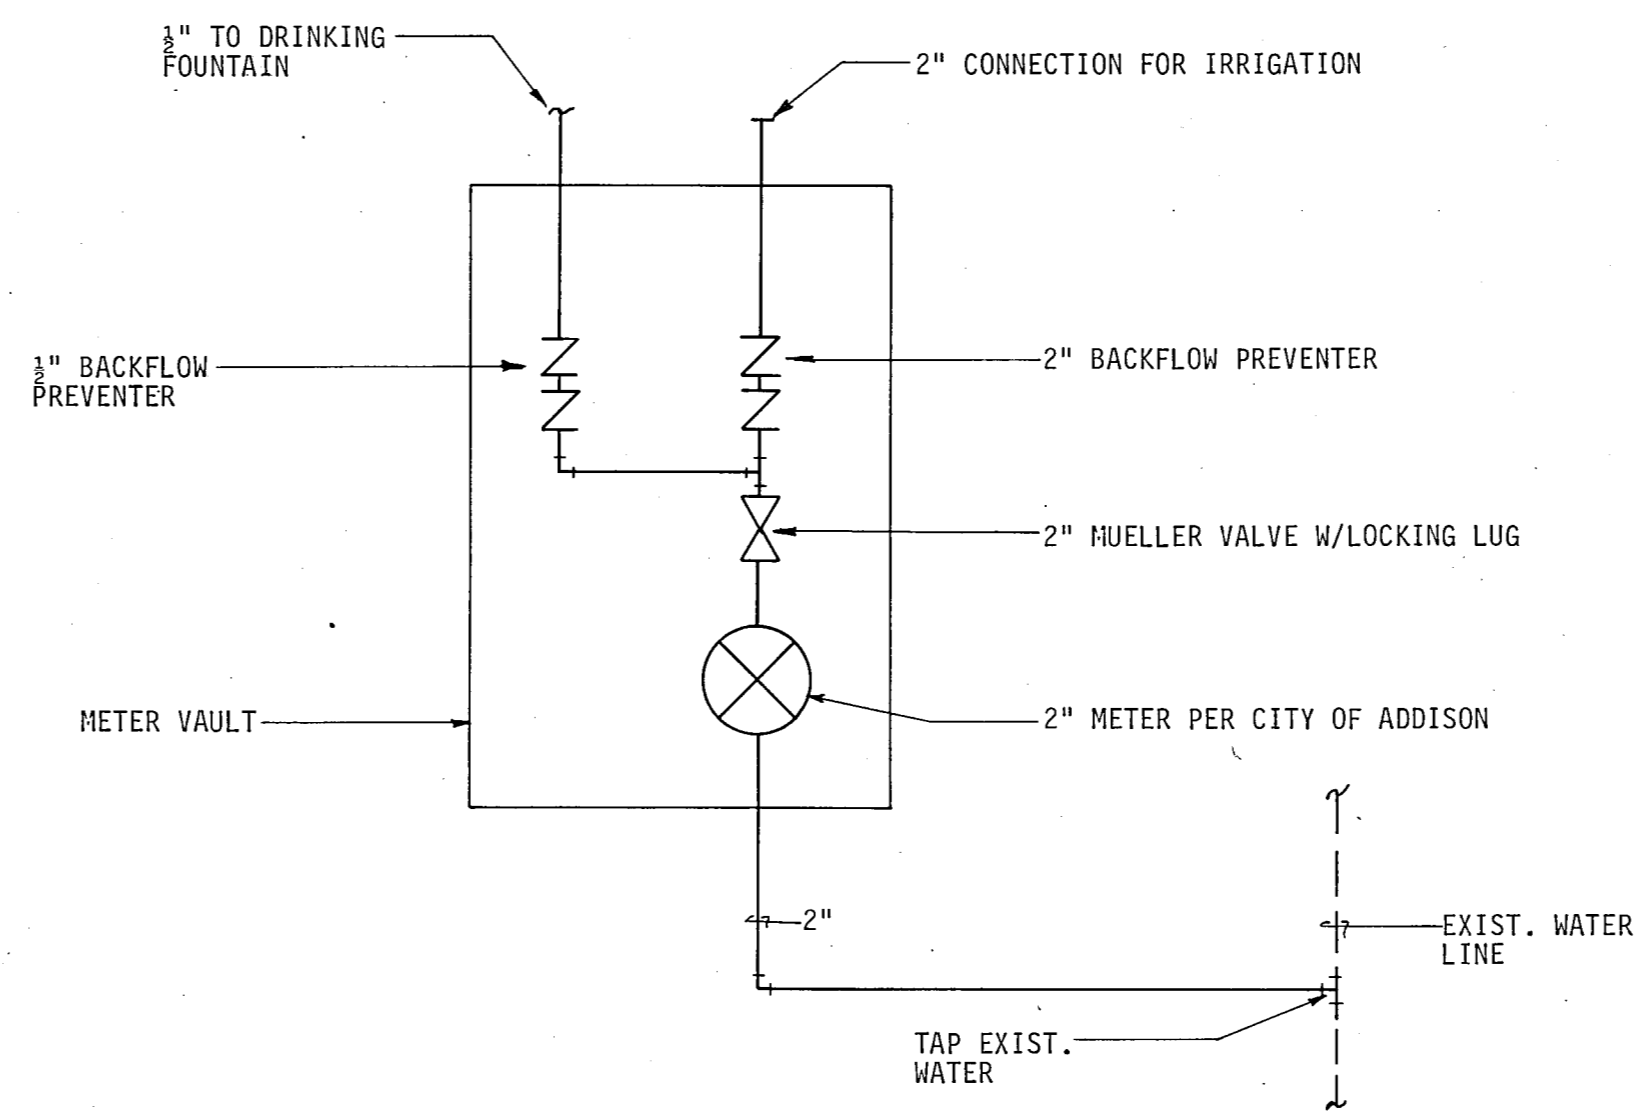 ½" TO DRINKING
FOUNTAIN
2" CONNECTION FOR IRRIGATION
½" BACKFLOW
PREVENTER
2" BACKFLOW PREVENTER
2" MUELLER VALVE W/LOCKING LUG
METER VAULT
2" METER PER CITY OF ADDISON
2"
EXIST. WATER
LINE
TAP EXIST.
WATER